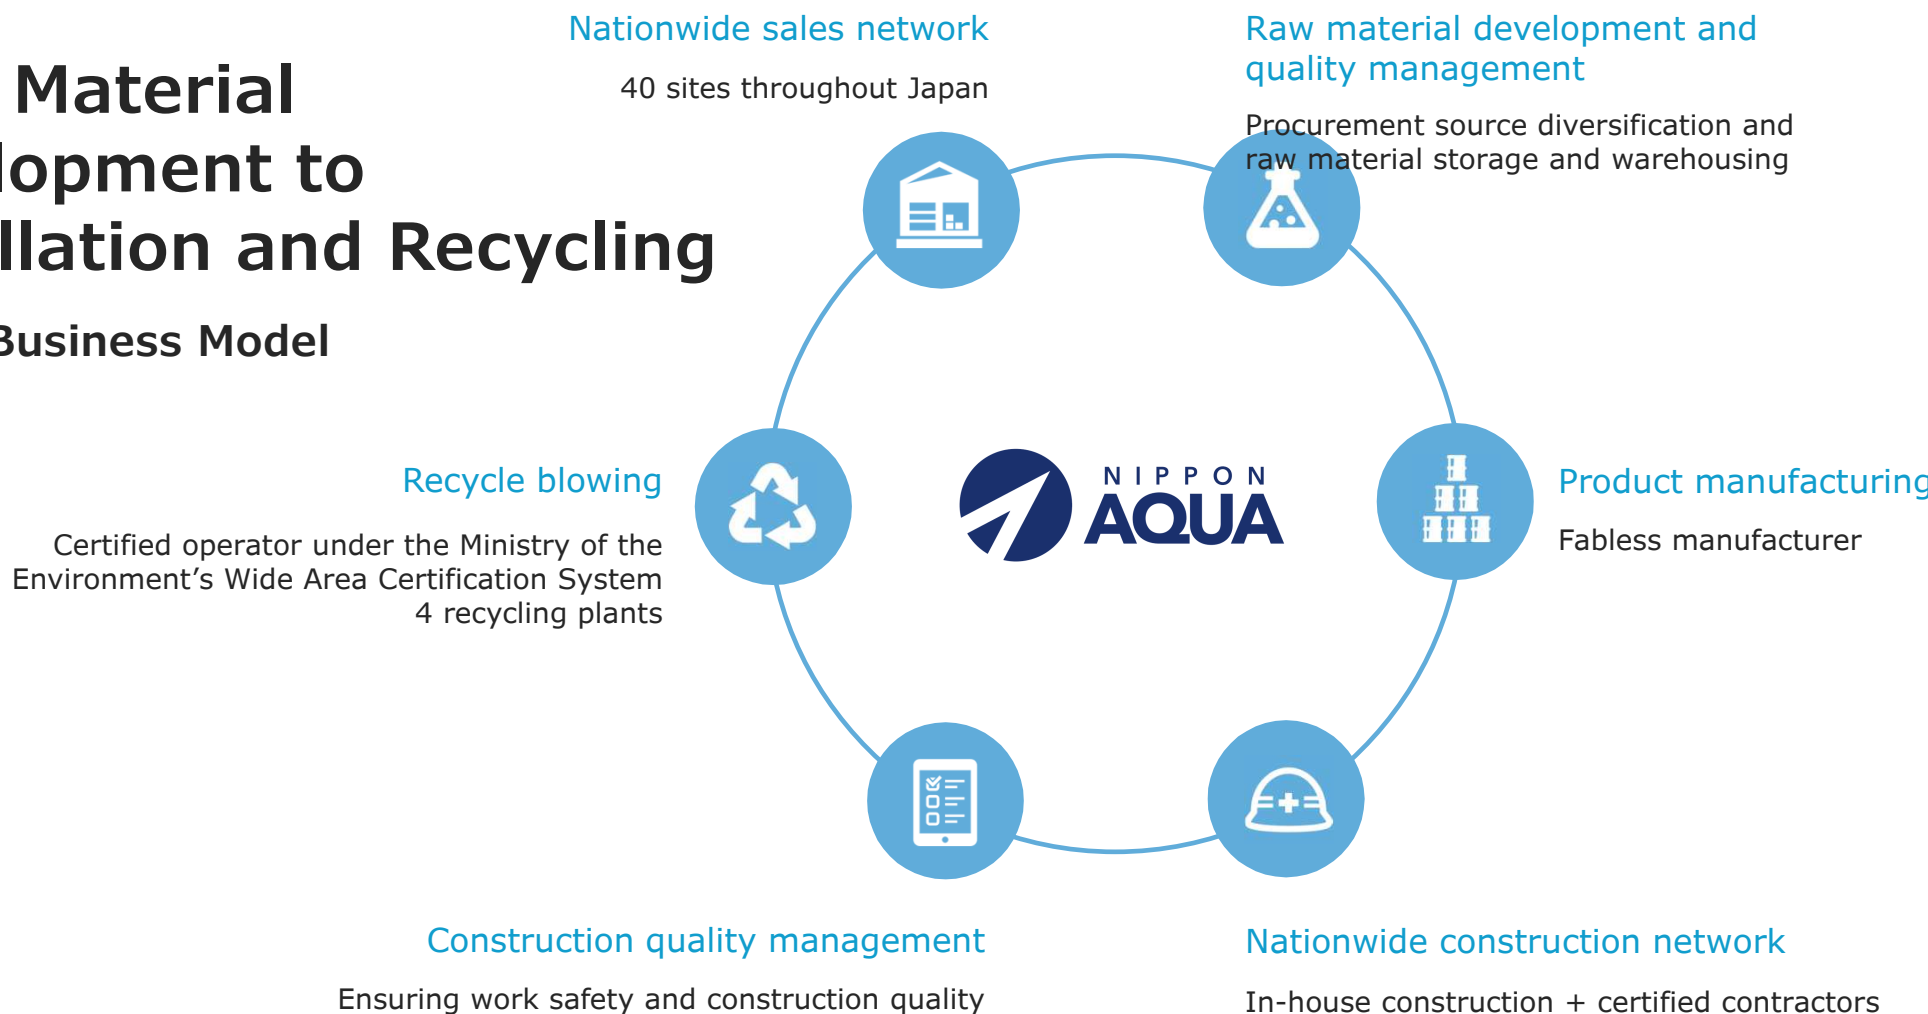 Material
lopment to
llation and Recycling
Business Model
Nationwide sales network
40 sites throughout Japan
Raw material development and
quality management
Procurement source diversification and
raw material storage and warehousing
Recycle blowing
Certified operator under the Ministry of the
Environment’s Wide Area Certification System
4 recycling plants
NIPPON
AQUA
Product manufacturing
Fabless manufacturer
Construction quality management
Ensuring work safety and construction quality
Nationwide construction network
In-house construction + certified contractors